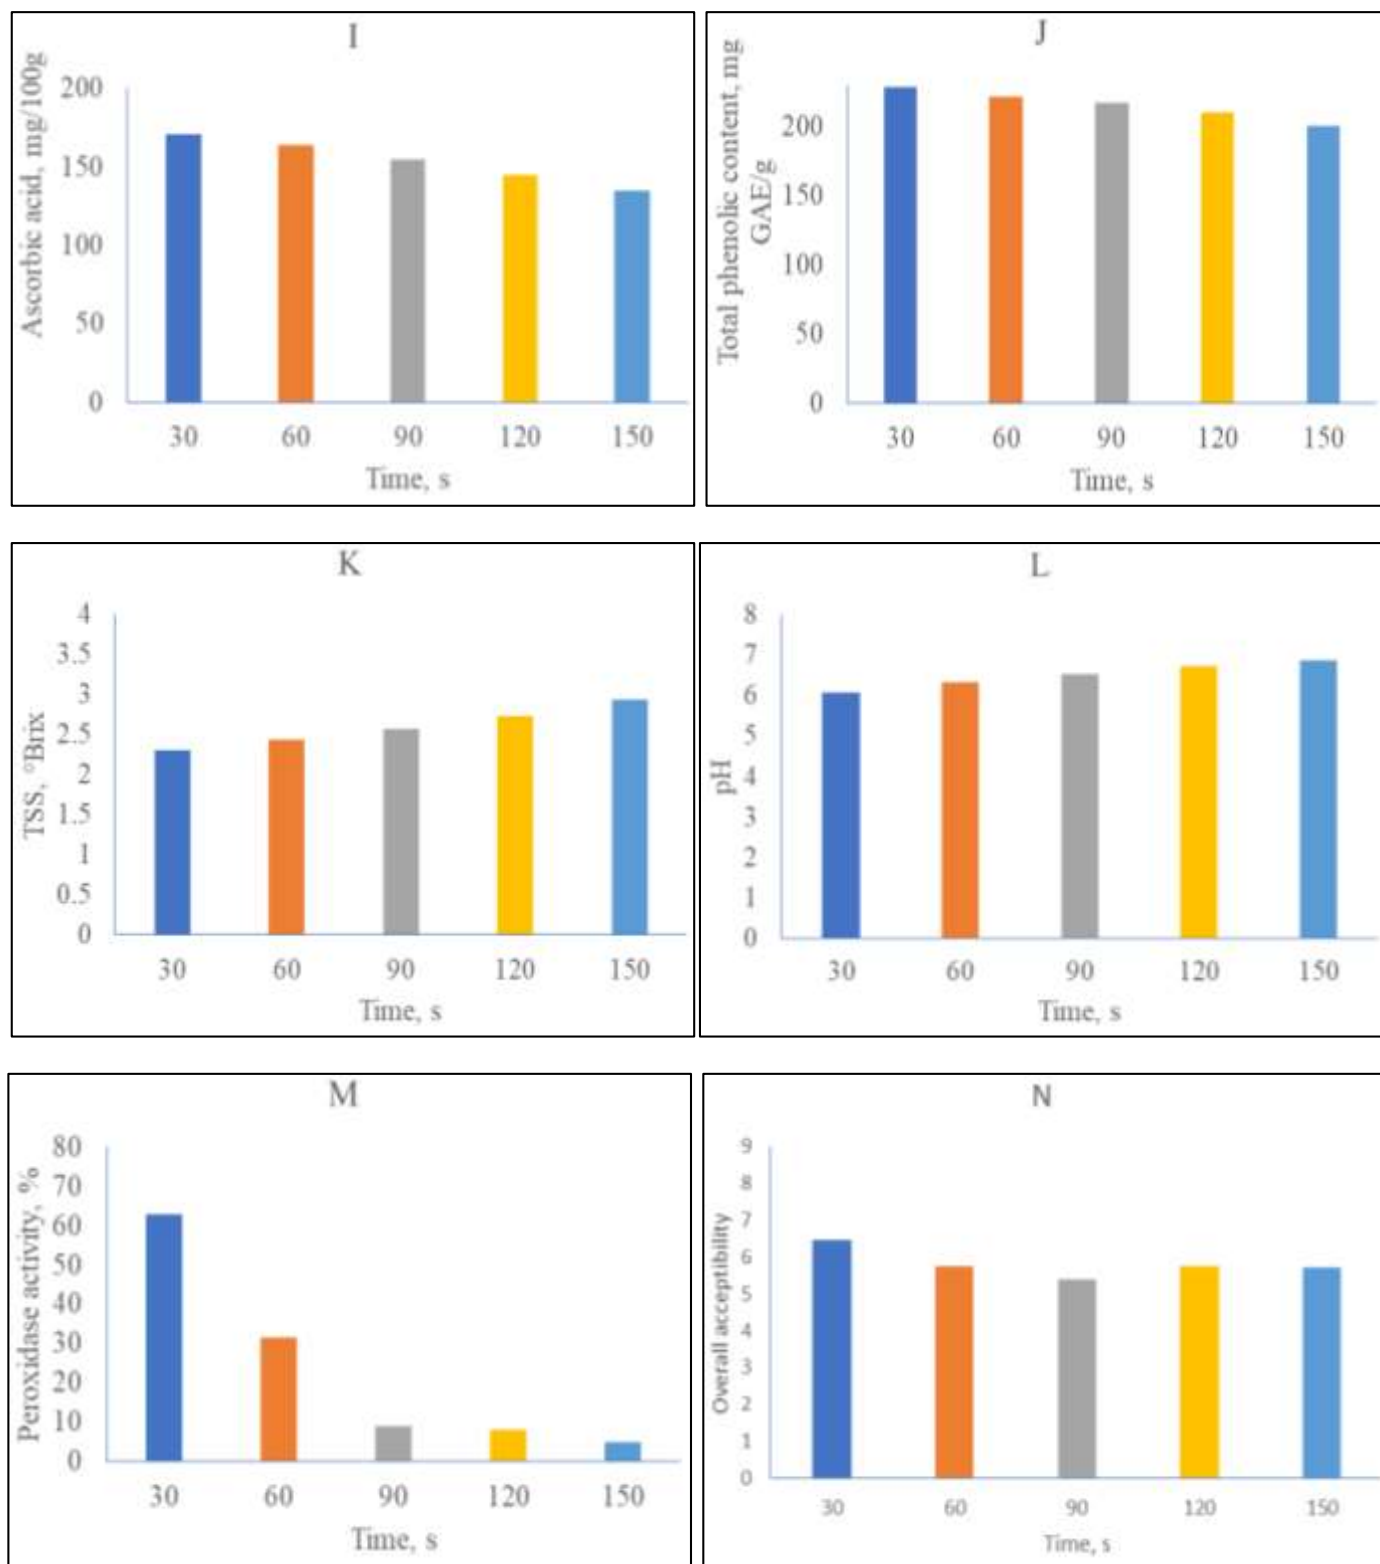 I
Ascorbic acid, mg/100g
200
150
100
50
0
30 60 90 120 150
Time, s
J
Total phenolic content, mg
GAE/g
200
150
100
50
0
30 60 90 120 150
Time, s
K
TSS, °Brix
4
3.5
3
2.5
2
1.5
1
0.5
0
30 60 90 120 150
Time, s
L
pH
8
7
6
5
4
3
2
1
0
30 60 90 120 150
Time, s
M
Peroxidase activity, %
80
70
60
50
40
30
20
10
0
30 60 90 120 150
Time, s
N
Overall acceptibility
9
8
7
6
5
4
3
2
1
0
30 60 90 120 150
Time, s